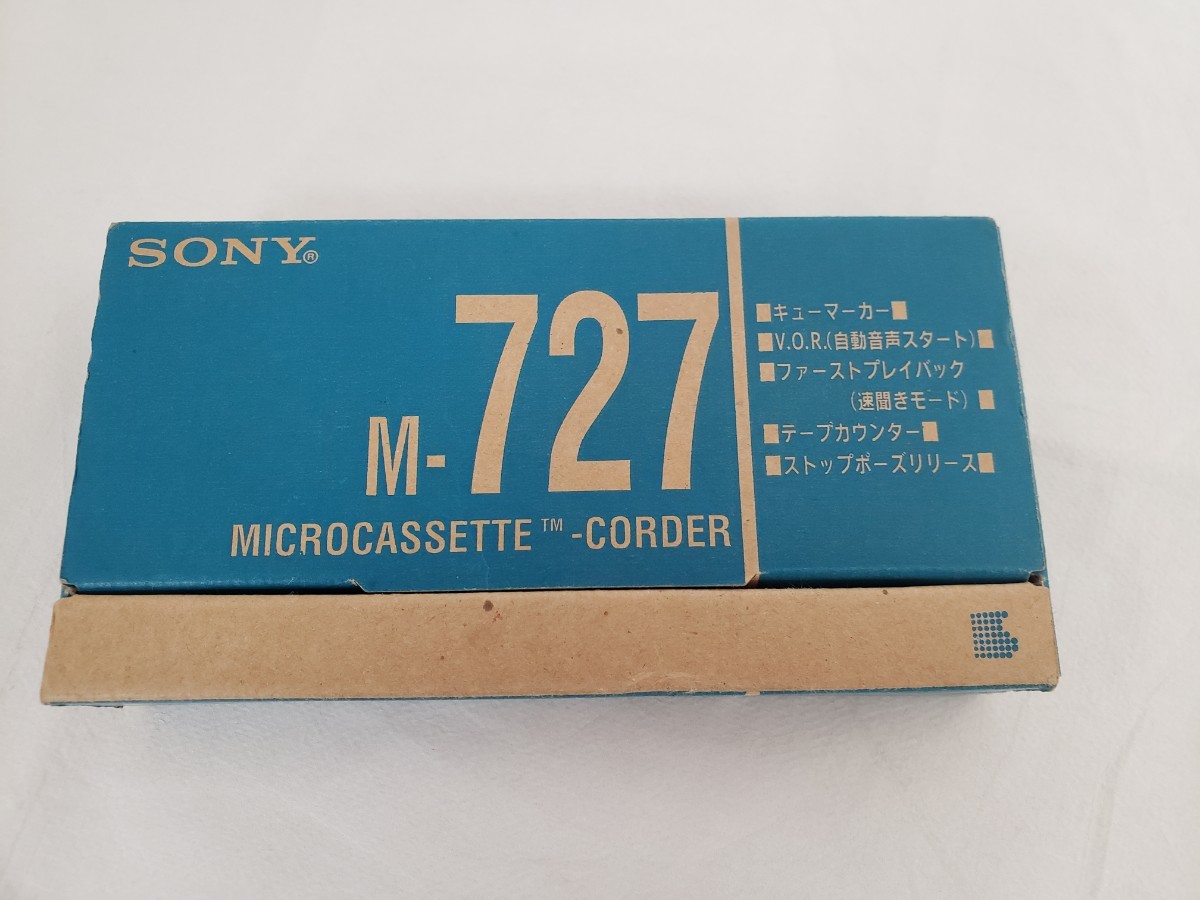 SONY®
M-727
MICROCASSETTE™-CORDER
■キューマーカー■
■V.O.R.(自動音声スタート)■
■ファーストプレイバック
(速聞きモード)■
■テープカウンター■
■ストップポーズリリース■